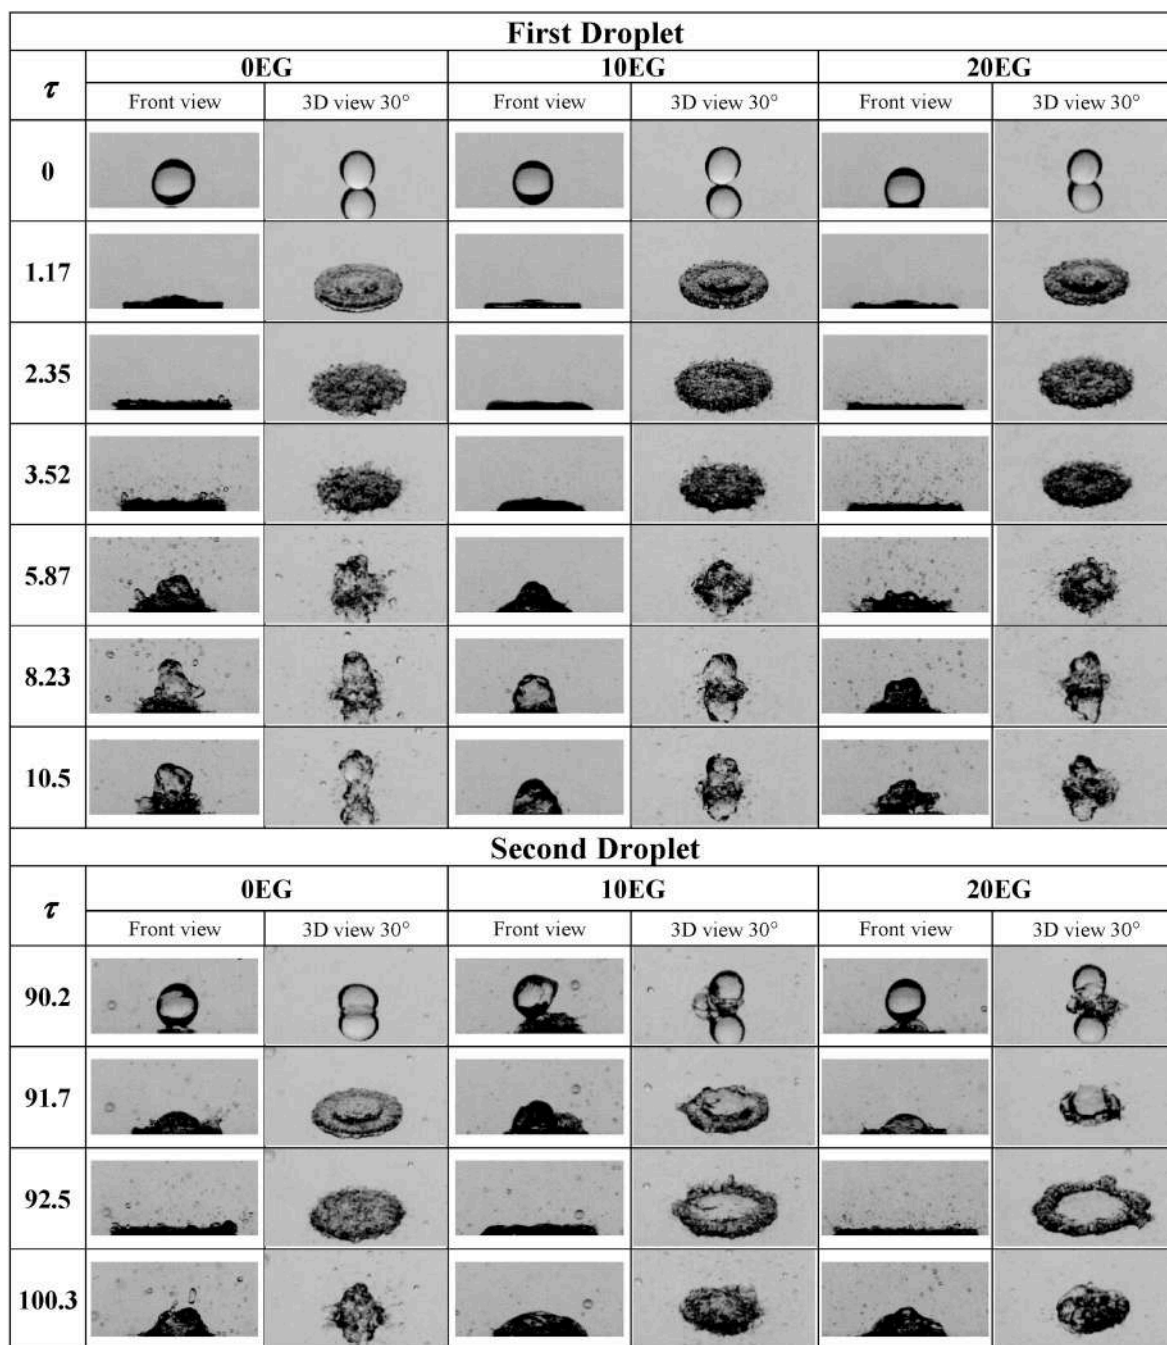 First Droplet
τ 0EG 10EG 20EG
Front view 3D view 30° Front view 3D view 30° Front view 3D view 30°
0
1.17
2.35
3.52
5.87
8.23
10.5
Second Droplet
τ 0EG 10EG 20EG
Front view 3D view 30° Front view 3D view 30° Front view 3D view 30°
90.2
91.7
92.5
100.3